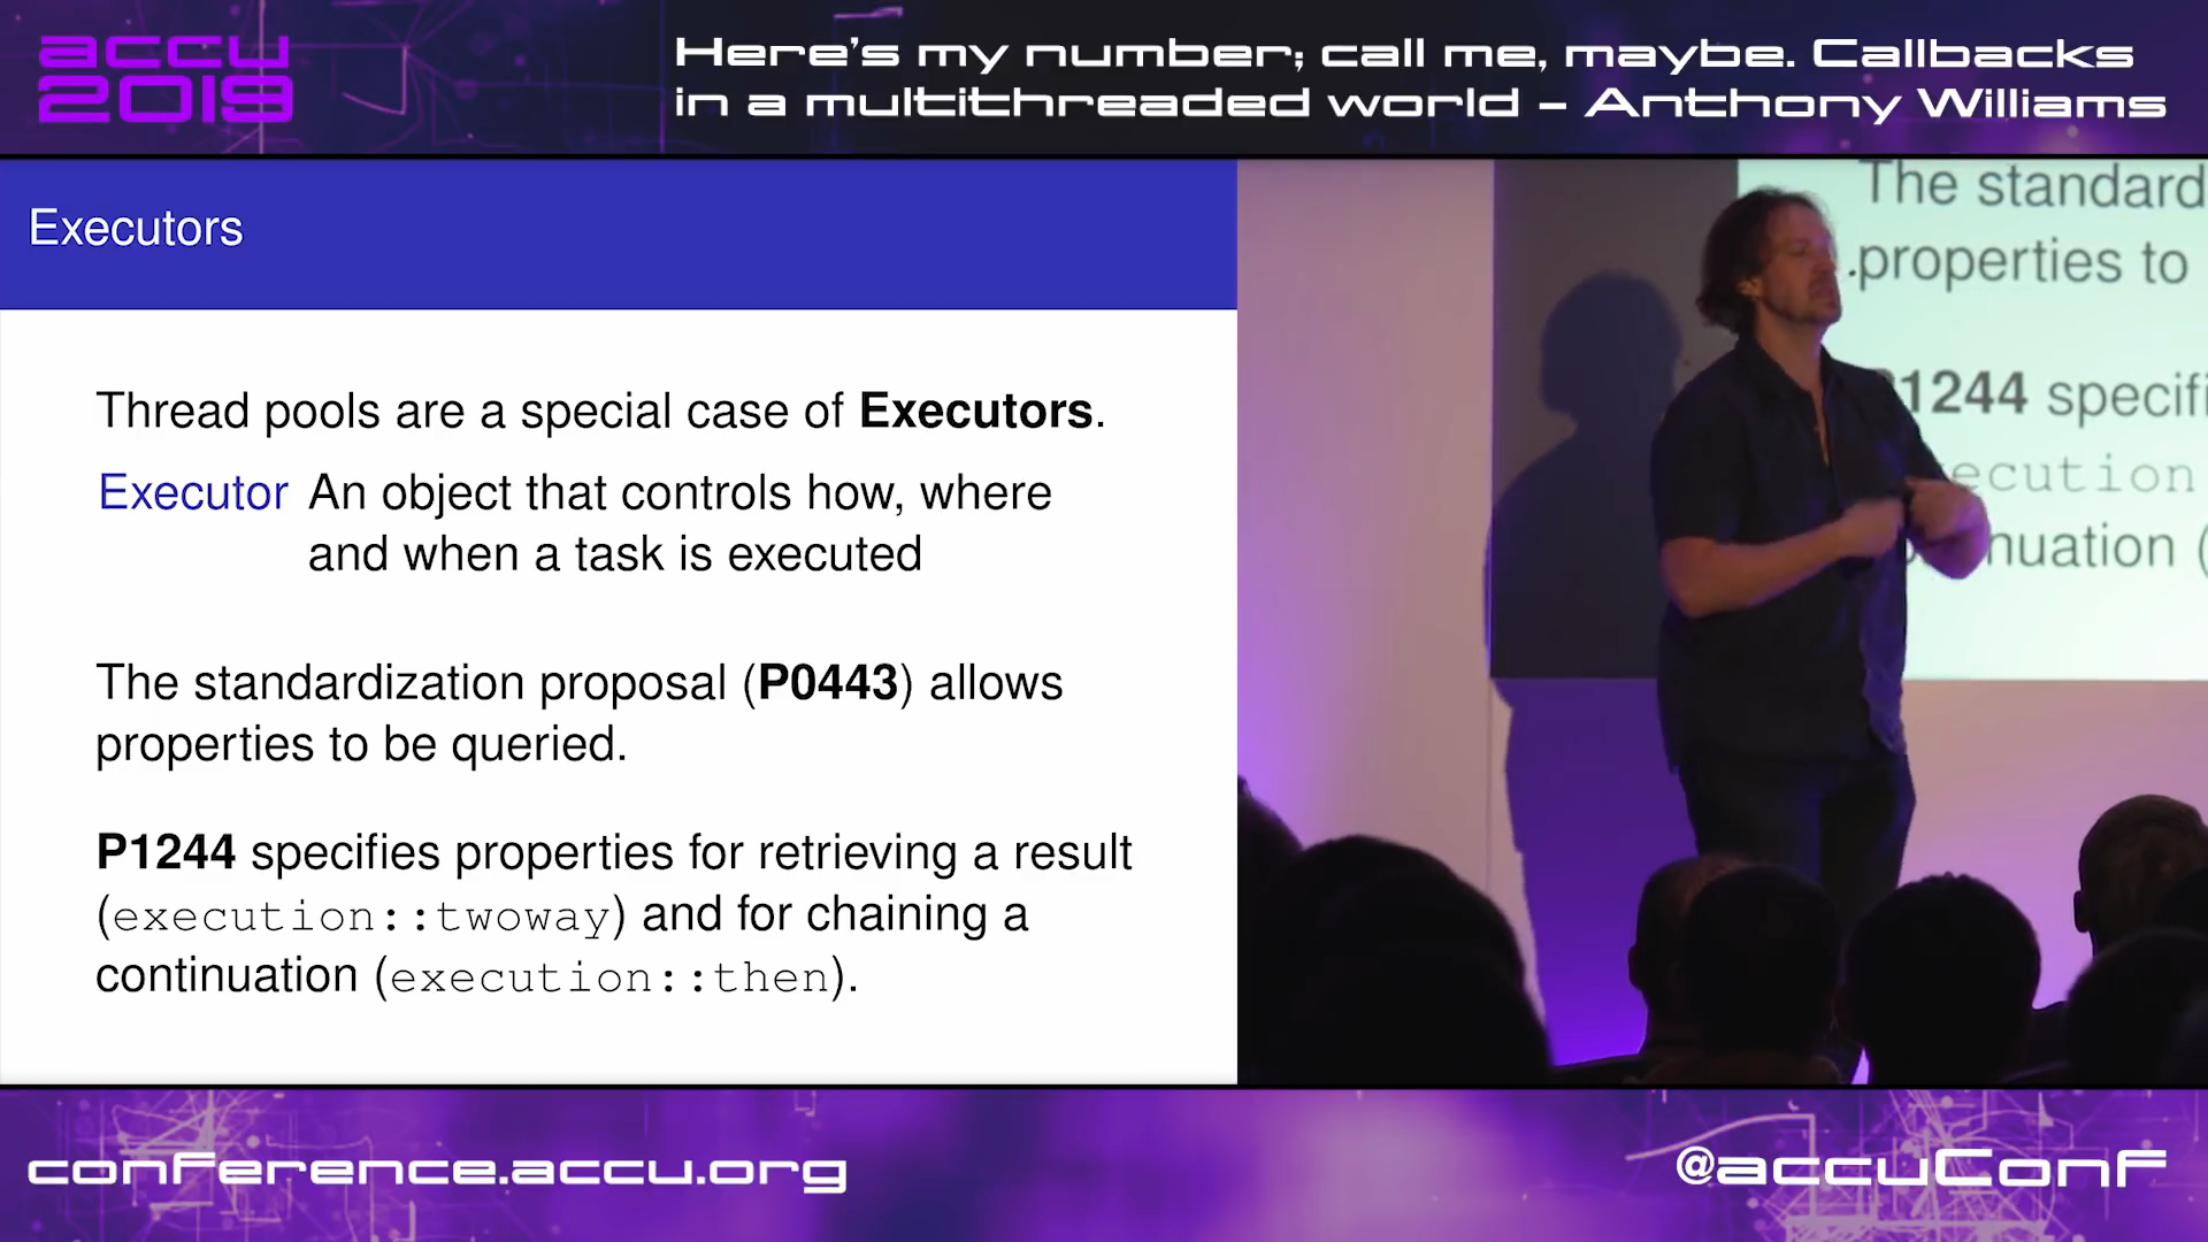 accu
2019
Here's my number; call me, maybe. Callbacks
in a multithreaded world – Anthony Williams
Executors
Thread pools are a special case of Executors.
Executor An object that controls how, where
and when a task is executed
The standardization proposal (P0443) allows
properties to be queried.
P1244 specifies properties for retrieving a result
(execution::twoway) and for chaining a
continuation (execution::then).
The standard
properties to
1244 specifi
ecution
nuation (
conference.accu.org
@accuConf